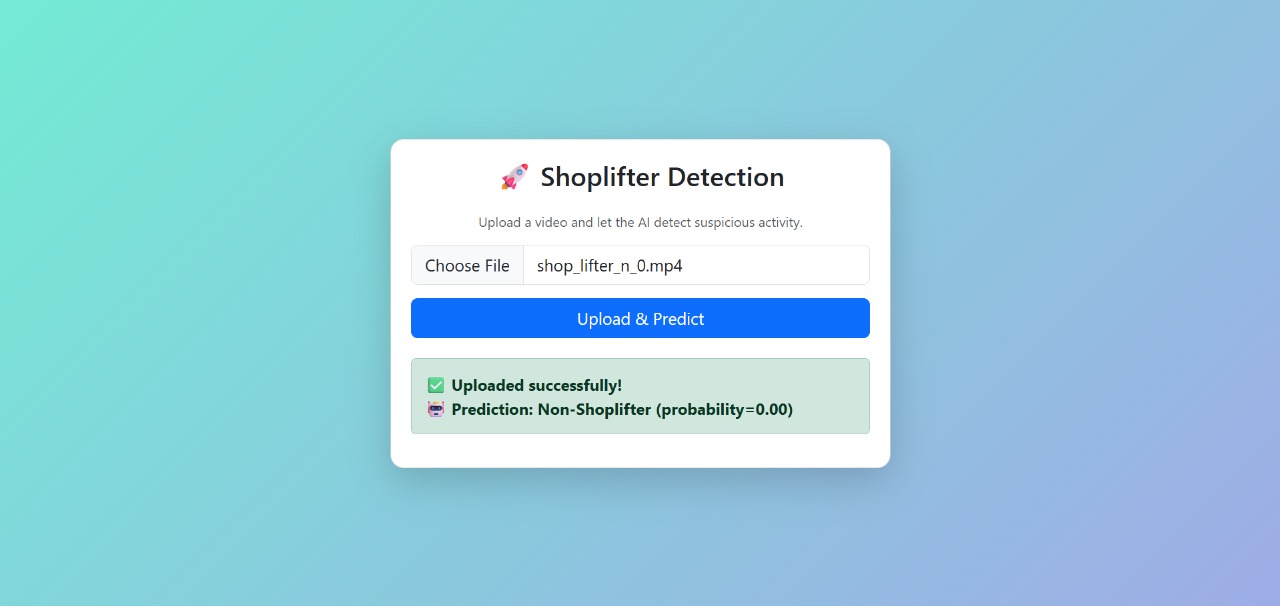 🚀 Shoplifter Detection
Upload a video and let the AI detect suspicious activity.
Choose File shop_lifter_n_0.mp4
Upload & Predict
✅ Uploaded successfully!
🤖 Prediction: Non-Shoplifter (probability=0.00)